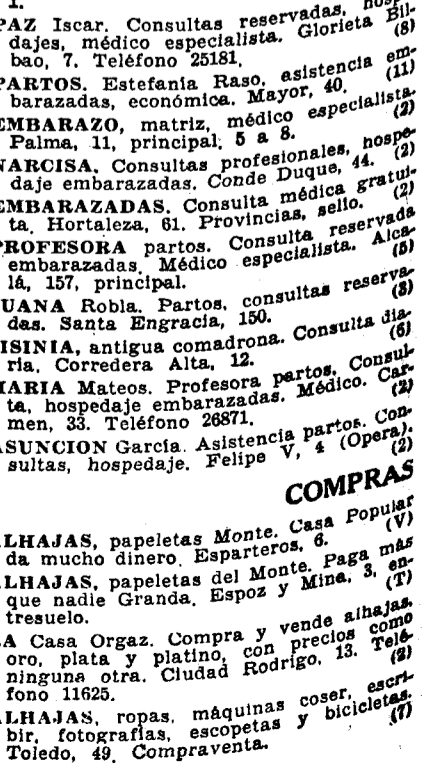 PAZ Iscar. Consultas reservadas, hospe-
dajes, médico especialista. Glorieta Bil-
bao, 7. Teléfono 25181. (8)
PARTOS. Estefanía Raso, asistencia em-
barazadas, económica. Mayor, 40. (11)
EMBARAZO, matriz, médico especialista.
Palma, 11, principal; 5 a 8. (2)
NARCISA. Consultas profesionales, hospe-
daje embarazadas. Conde Duque, 44. (2)
EMBARAZADAS. Consulta médica gratui-
ta. Hortaleza, 61. Provincias, sello. (2)
PROFESORA partos. Consulta reservada
embarazadas. Médico especialista. Alca-
lá, 157, principal. (5)
JUANA Robla. Partos, consultas reserva-
das. Santa Engracia, 150. (3)
SISINIA, antigua comadrona. Consulta dia-
ria. Corredera Alta, 12. (6)
MARIA Mateos. Profesora partos. Consul-
ta, hospedaje embarazadas. Médico. Car-
men, 33. Teléfono 26871. (2)
ASUNCION García. Asistencia partos. Con-
sultas, hospedaje. Felipe V, 4 (Opera). (2)
COMPRAS
ALHAJAS, papeletas Monte. Casa Popular
da mucho dinero. Esparteros, 6. (V)
ALHAJAS, papeletas del Monte. Paga más
que nadie Granda. Espoz y Mina, 3, en-
tresuelo. (T)
LA Casa Orgaz. Compra y vende alhajas,
oro, plata y platino, con precios como
ninguna otra. Ciudad Rodrigo, 13. Telé-
fono 11625. (2)
ALHAJAS, ropas, máquinas coser, escri-
bir, fotografías, escopetas y bicicletas.
Toledo, 49. Compraventa. (7)